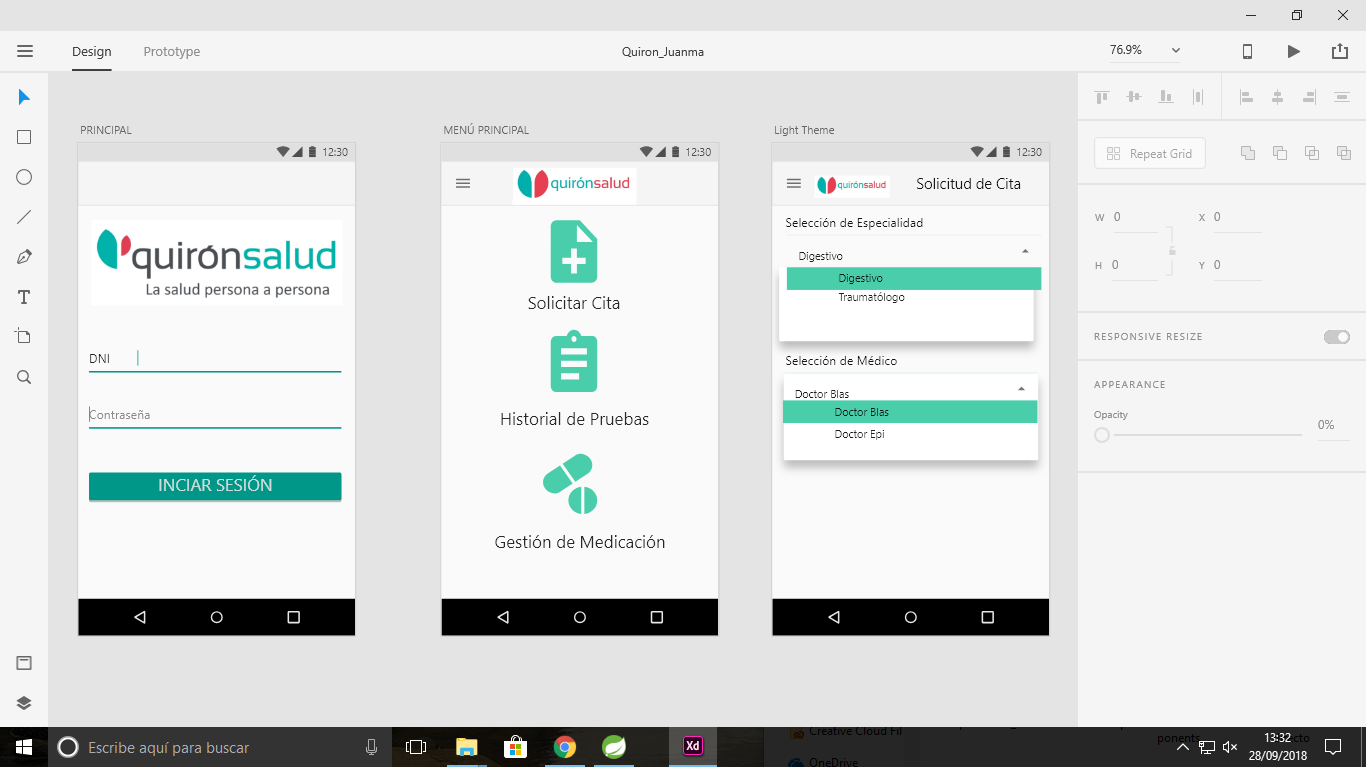 Design Prototype Quiron_Juanma 76.9%
PRINCIPAL
12:30
quirónsalud
La salud persona a persona
DNI
Contraseña
INCIAR SESIÓN
MENÚ PRINCIPAL
12:30
quirónsalud
Solicitar Cita
Historial de Pruebas
Gestión de Medicación
Light Theme
12:30
quirónsalud Solicitud de Cita
Selección de Especialidad
Digestivo
Digestivo
Traumatólogo
Selección de Médico
Doctor Blas
Doctor Blas
Doctor Epi
Repeat Grid
W 0 X 0
H 0 Y 0
RESPONSIVE RESIZE
APPEARANCE
Opacity
0%
Escribe aquí para buscar
Xd
Creative Cloud Fil
OneDrive
ponents
13:32
28/09/2018